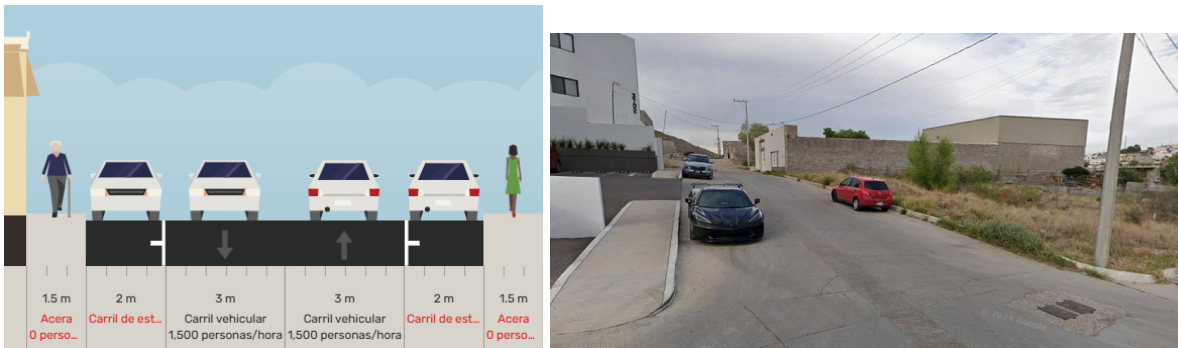 1.5 m
Acera
0 perso...
2 m
Carril de est...
3 m
Carril vehicular
1,500 personas/hora
3 m
Carril vehicular
1,500 personas/hora
2 m
Carril de est...
1.5 m
Acera
0 perso...
© 2024 Google